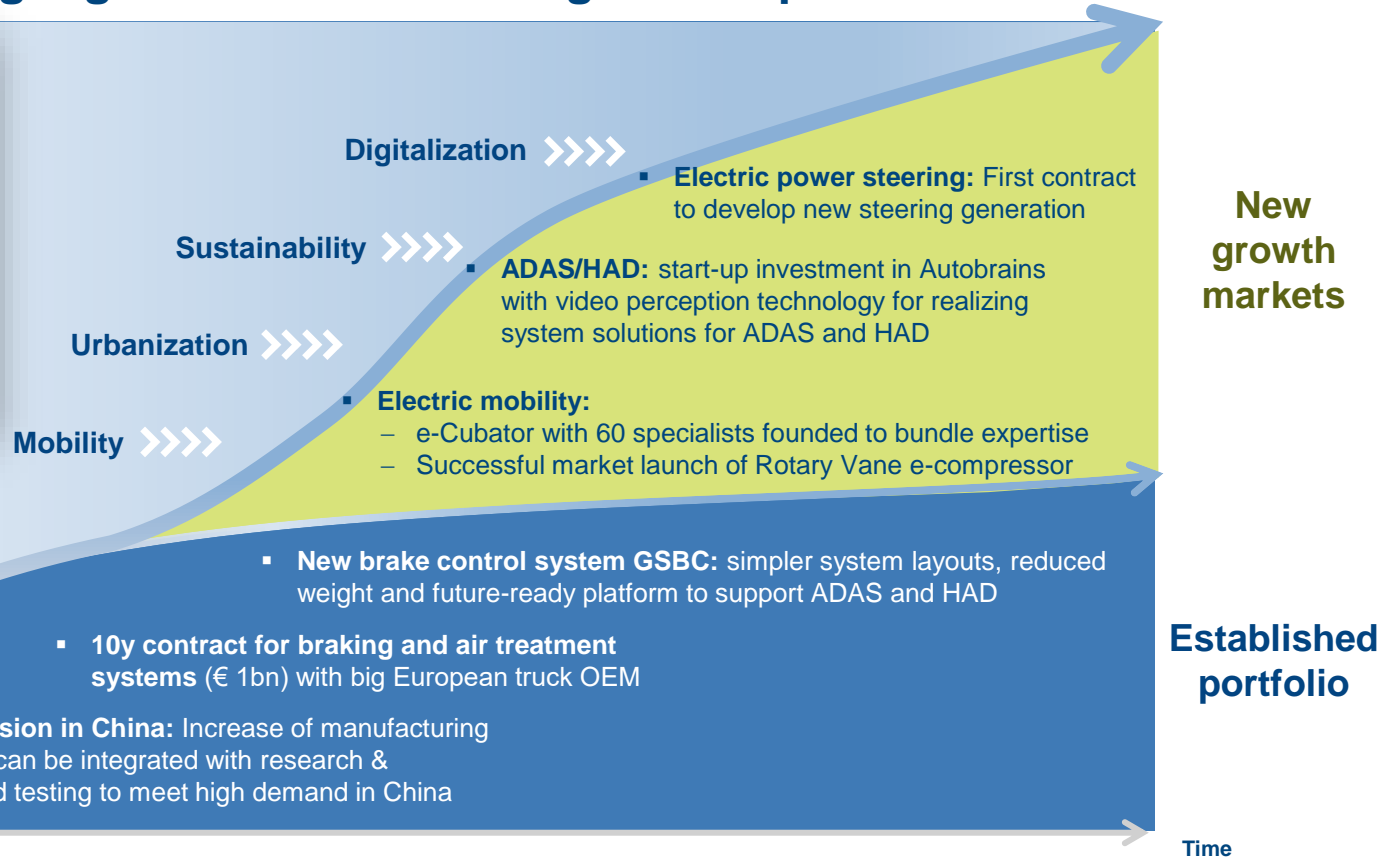 Digitalization
▪ Electric power steering: First contract
to develop new steering generation
Sustainability
▪ ADAS/HAD: start-up investment in Autobrains
with video perception technology for realizing
system solutions for ADAS and HAD
New
growth
markets
Urbanization
▪ Electric mobility:
– e-Cubator with 60 specialists founded to bundle expertise
– Successful market launch of Rotary Vane e-compressor
Mobility
▪ New brake control system GSBC: simpler system layouts, reduced
weight and future-ready platform to support ADAS and HAD
▪ 10y contract for braking and air treatment
systems (€ 1bn) with big European truck OEM
Established
portfolio
sion in China: Increase of manufacturing
can be integrated with research &
testing to meet high demand in China
Time